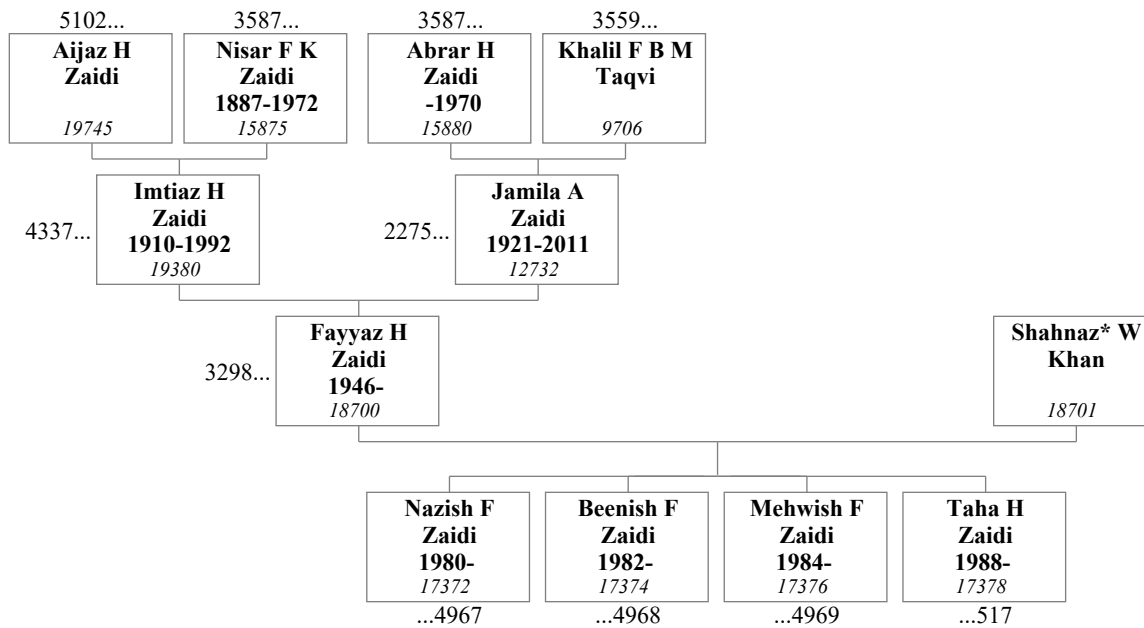 5102...
3587...
3587...
3559...
Aijaz H
Zaidi
19745
Nisar F K
Zaidi
1887-1972
15875
Abrar H
Zaidi
-1970
15880
Khalil F B M
Taqvi
9706
4337...
Imtiaz H
Zaidi
1910-1992
19380
2275...
Jamila A
Zaidi
1921-2011
12732
3298...
Fayyaz H
Zaidi
1946-
18700
Shahnaz* W
Khan
18701
Nazish F
Zaidi
1980-
17372
Beenish F
Zaidi
1982-
17374
Mehwish F
Zaidi
1984-
17376
Taha H
Zaidi
1988-
17378
...4967
...4968
...4969
...517